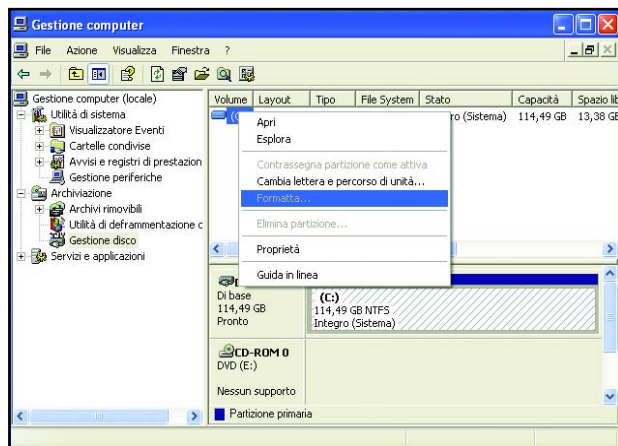 Gestione computer
File Azione Visualizza Finestra ?
Gestione computer (locale)
Utilità di sistema
Visualizzatore Eventi
Cartelle condivise
Avvisi e registri di prestazion
Gestione periferiche
Archiviazione
Archivi rimovibili
Utilità di deframmentazione c
Gestione disco
Servizi e applicazioni
Volume Layout Tipo File System Stato Capacità Spazio lib
(Sistema) 114,49 GB 13,38 GB
Apri
Esplora
Contrassegna partizione come attiva
Cambia lettera e percorso di unità...
Formatta...
Elimina partizione...
Proprietà
Guida in linea
Di base
114,49 GB
Pronto
(C:)
114,49 GB NTFS
Integro (Sistema)
CD-ROM 0
DVD (E:)
Nessun supporto
Partizione primaria